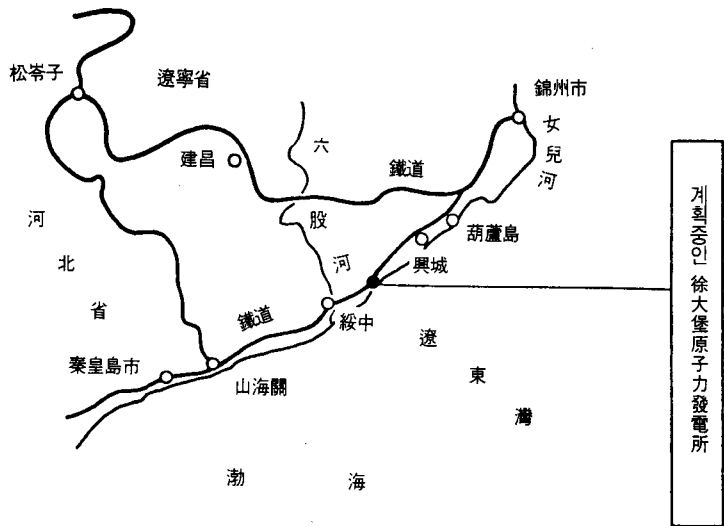 松岺子
遼寧省
錦州市
女兒河
建昌
六股河
鐵道
葫蘆島
興城
河北省
鐵道
綏中
秦皇島市
山海關
遼東灣
渤海
계획중인 徐大堡原子力發電所